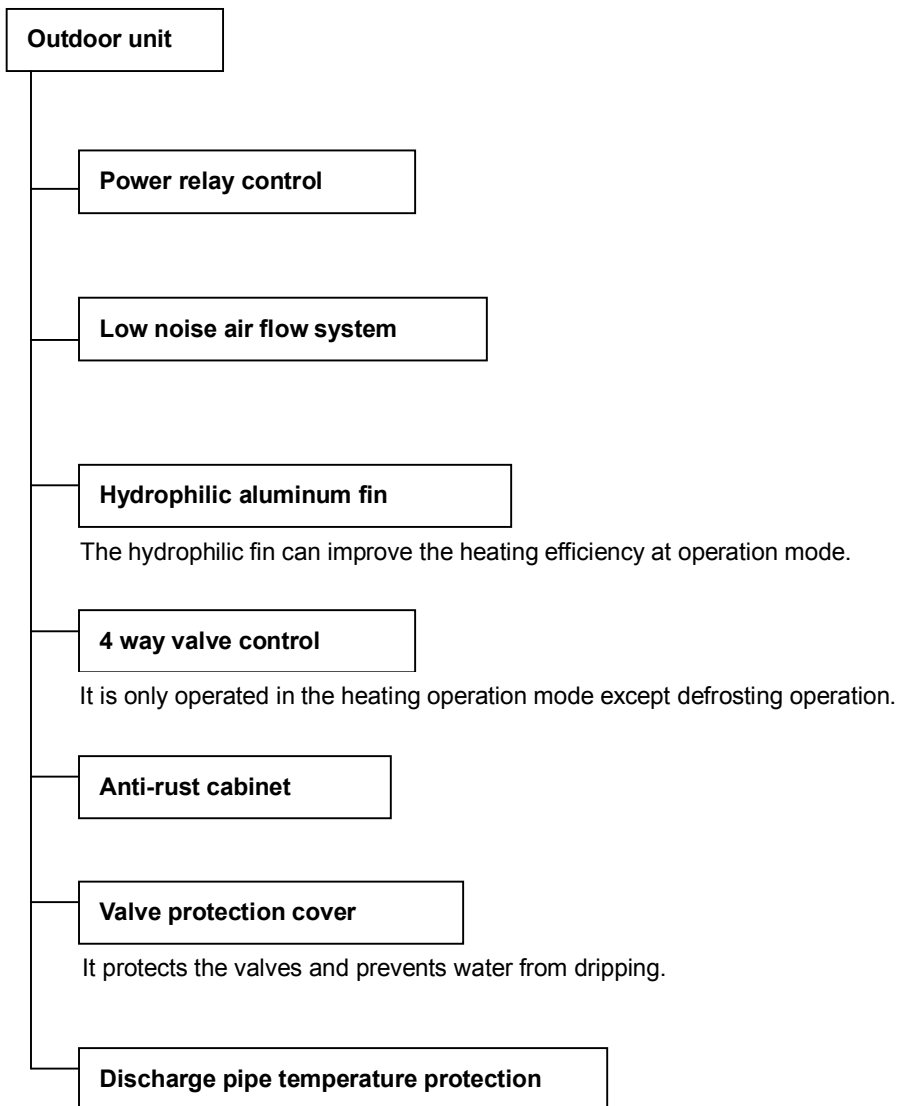 Outdoor unit
Power relay control
Low noise air flow system
Hydrophilic aluminum fin
The hydrophilic fin can improve the heating efficiency at operation mode.
4 way valve control
It is only operated in the heating operation mode except defrosting operation.
Anti-rust cabinet
Valve protection cover
It protects the valves and prevents water from dripping.
Discharge pipe temperature protection